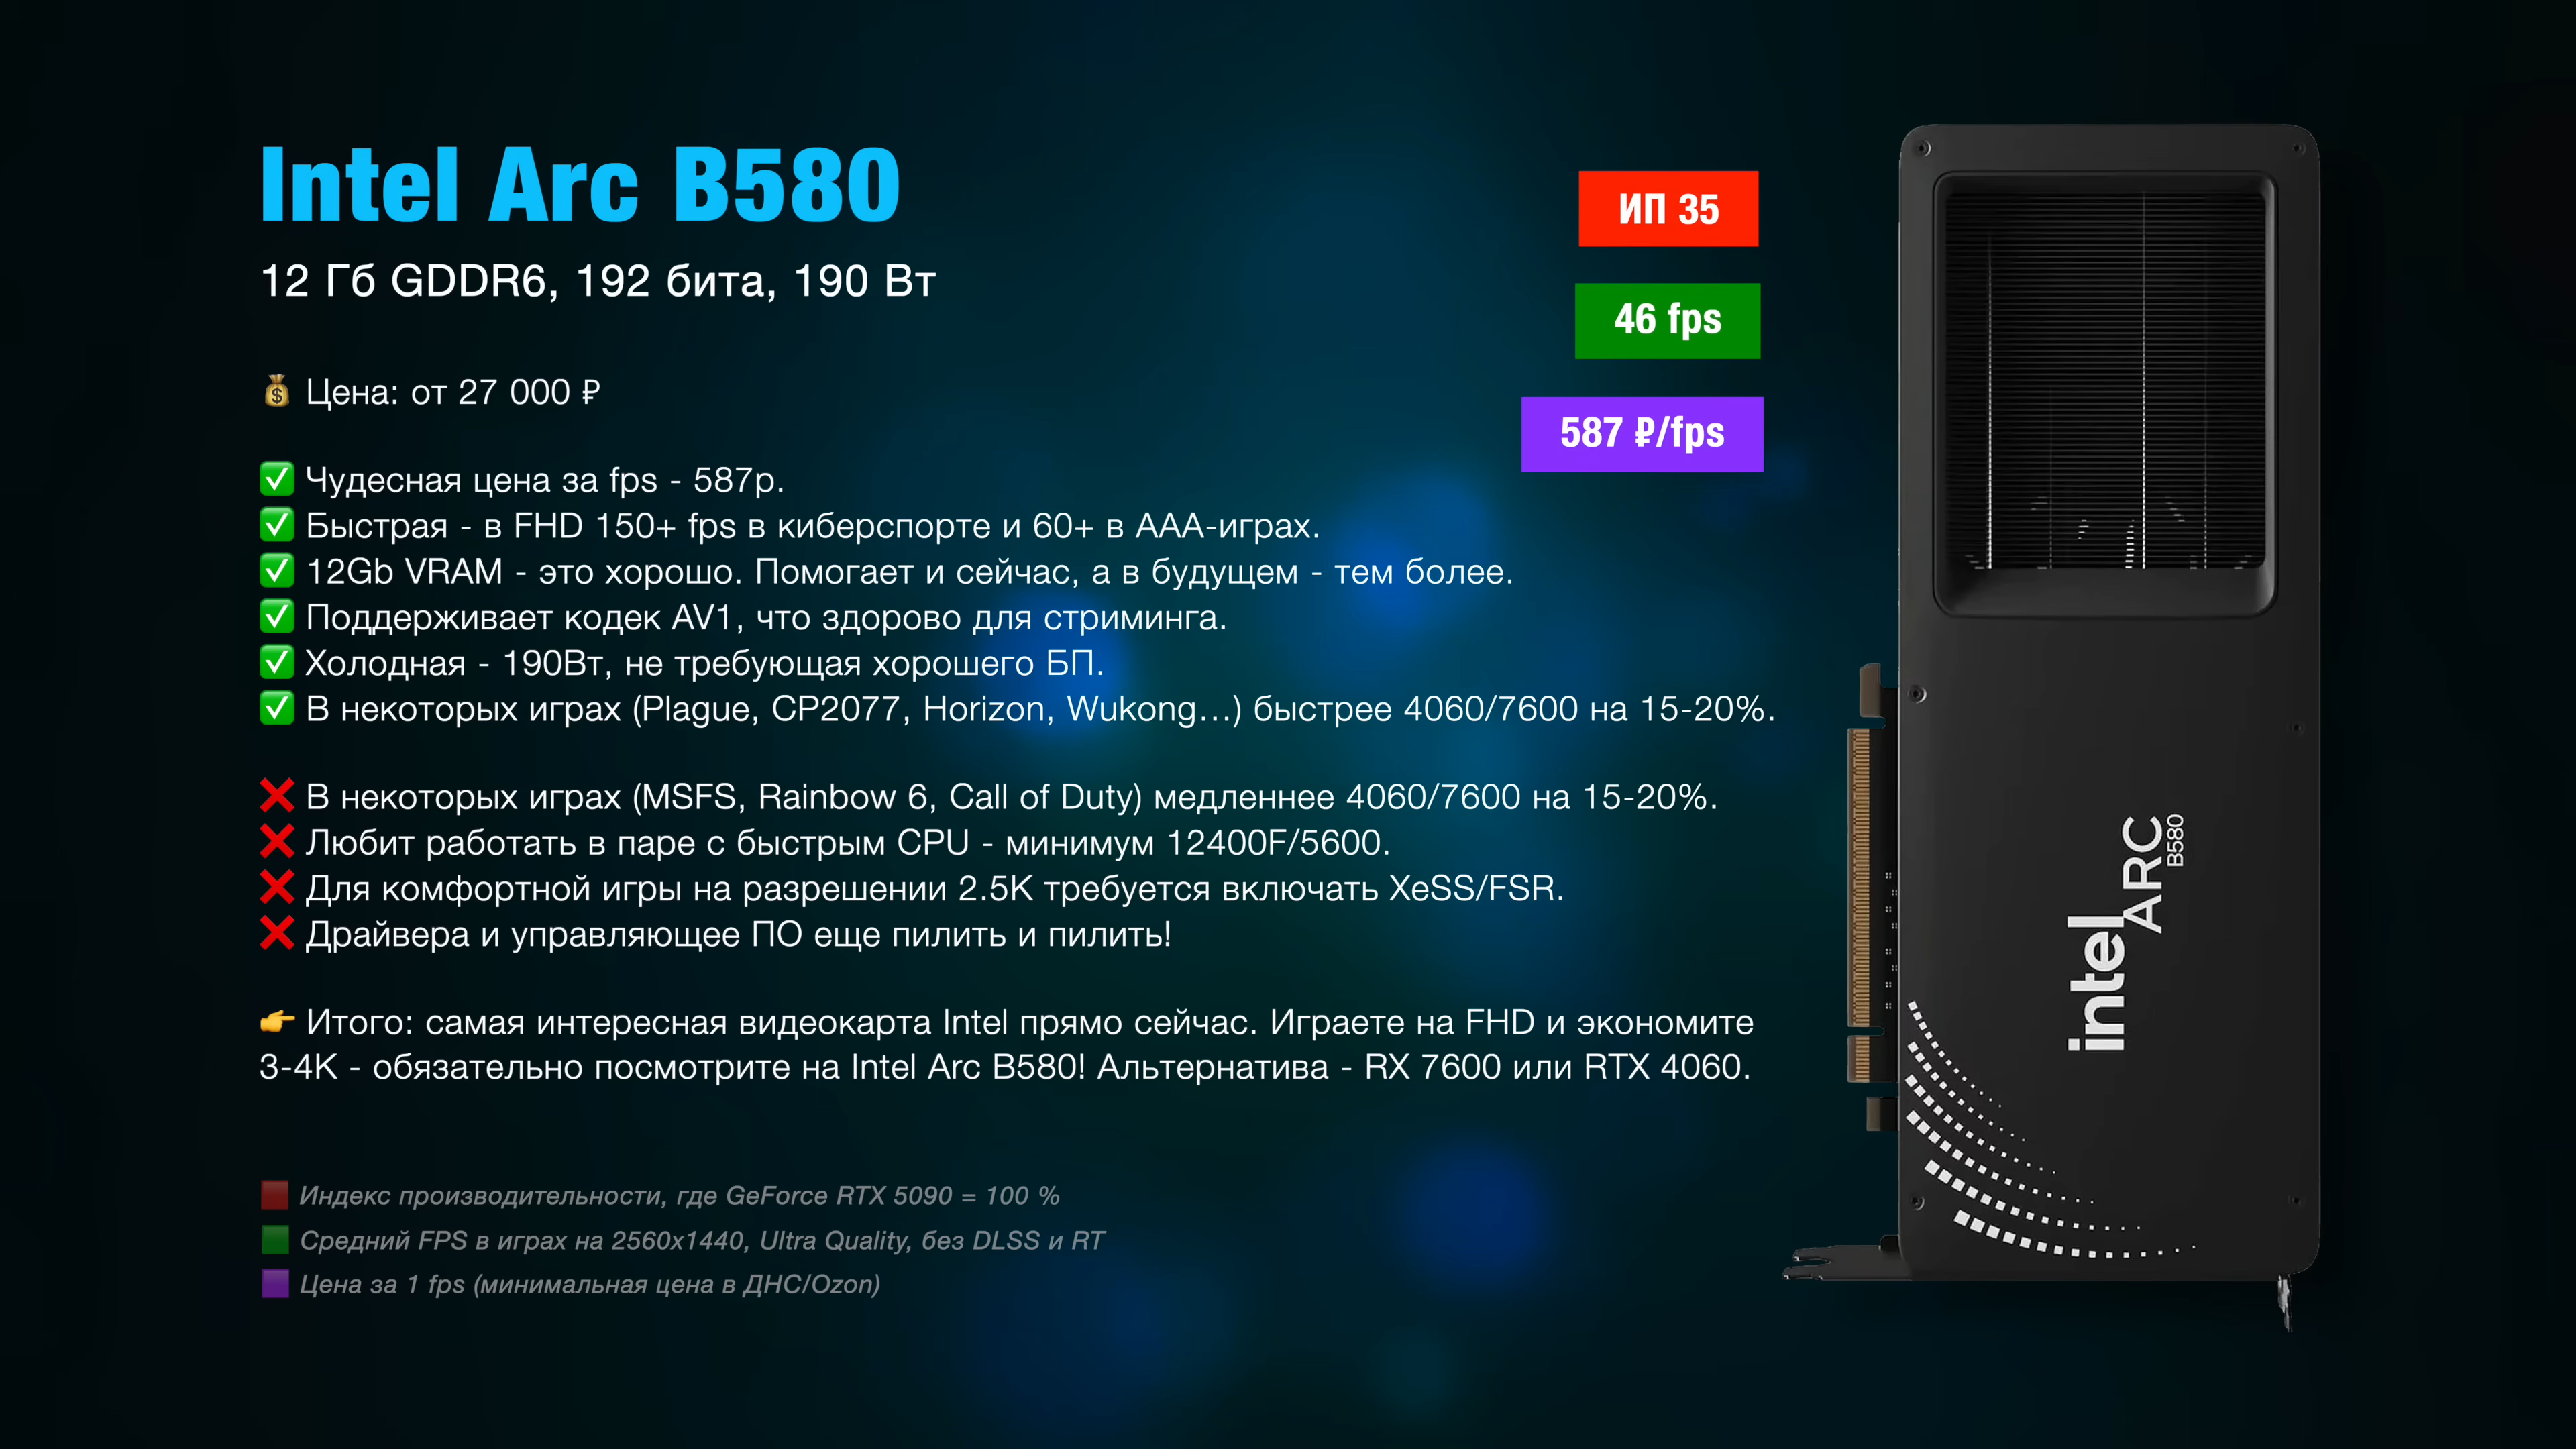 Intel Arc B580
12 Гб GDDR6, 192 бита, 190 Вт
ИП 35
46 fps
587 ₽/fps
💰 Цена: от 27 000 ₽
✅ Чудесная цена за fps - 587р.
✅ Быстрая - в FHD 150+ fps в киберспорте и 60+ в ААА-играх.
✅ 12Gb VRAM - это хорошо. Помогает и сейчас, а в будущем - тем более.
✅ Поддерживает кодек AV1, что здорово для стриминга.
✅ Холодная - 190Вт, не требующая хорошего БП.
✅ В некоторых играх (Plague, CP2077, Horizon, Wukong...) быстрее 4060/7600 на 15-20%.
❌ В некоторых играх (MSFS, Rainbow 6, Call of Duty) медленнее 4060/7600 на 15-20%.
❌ Любит работать в паре с быстрым CPU - минимум 12400F/5600.
❌ Для комфортной игры на разрешении 2.5K требуется включать XeSS/FSR.
❌ Драйвера и управляющее ПО еще пилить и пилить!
👉 Итого: самая интересная видеокарта Intel прямо сейчас. Играете на FHD и экономите
3-4K - обязательно посмотрите на Intel Arc B580! Альтернатива - RX 7600 или RTX 4060.
🟥 Индекс производительности, где GeForce RTX 5090 = 100 %
🟩 Средний FPS в играх на 2560x1440, Ultra Quality, без DLSS и RT
🟪 Цена за 1 fps (минимальная цена в ДНС/Ozon)
intel
ARC
B580